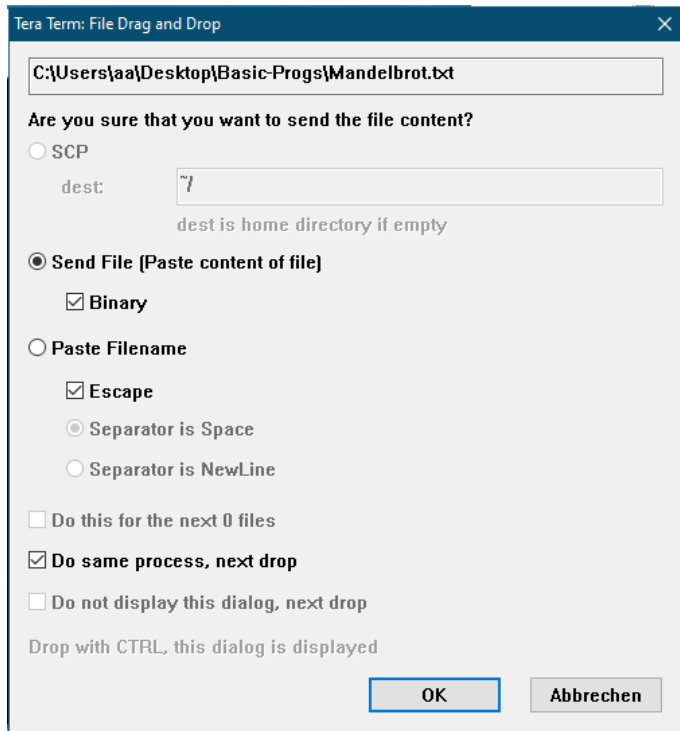 Tera Term: File Drag and Drop
C:\Users\aa\Desktop\Basic-Progs\Mandelbrot.txt
Are you sure that you want to send the file content?
SCP
dest:
~/
dest is home directory if empty
Send File (Paste content of file)
Binary
Paste Filename
Escape
Separator is Space
Separator is NewLine
Do this for the next 0 files
Do same process, next drop
Do not display this dialog, next drop
Drop with CTRL, this dialog is displayed
OK Abbrechen